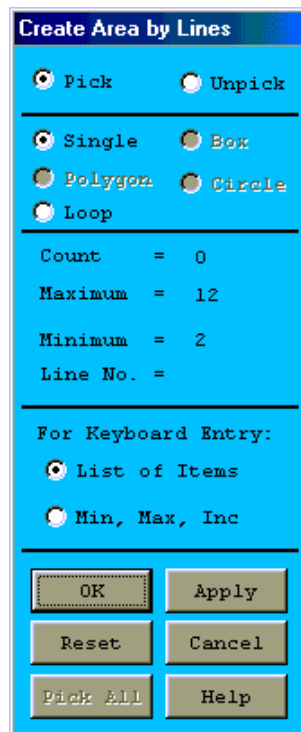 Create Area by Lines
Pick Unpick
Single Box
Polygon Circle
Loop
Count = 0
Maximum = 12
Minimum = 2
Line No. =
For Keyboard Entry:
List of Items
Min, Max, Inc
OK Apply
Reset Cancel
Pick All Help